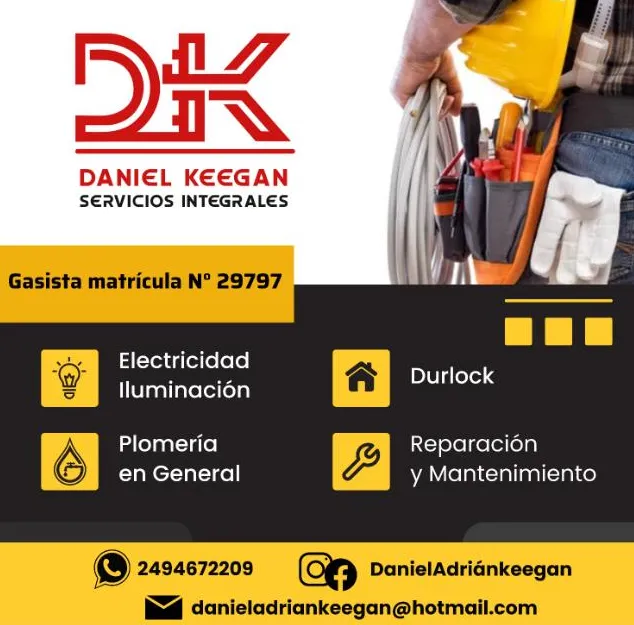 DK
DANIEL KEEGAN
SERVICIOS INTEGRALES
Gasista matrícula N° 29797
Electricidad
Iluminación
Durlock
Plomería
en General
Reparación
y Mantenimiento
2494672209
DanielAdriánkeegan
danieladriankeegan@hotmail.com